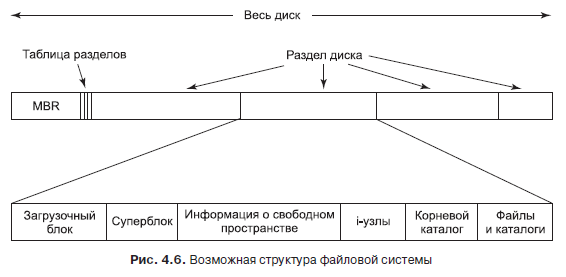 Весь диск
Таблица разделов
Раздел диска
MBR
Загрузочный
блок
Суперблок
Информация о свободном
пространстве
i-узлы
Корневой
каталог
Файлы
и каталоги
Рис. 4.6. Возможная структура файловой системы